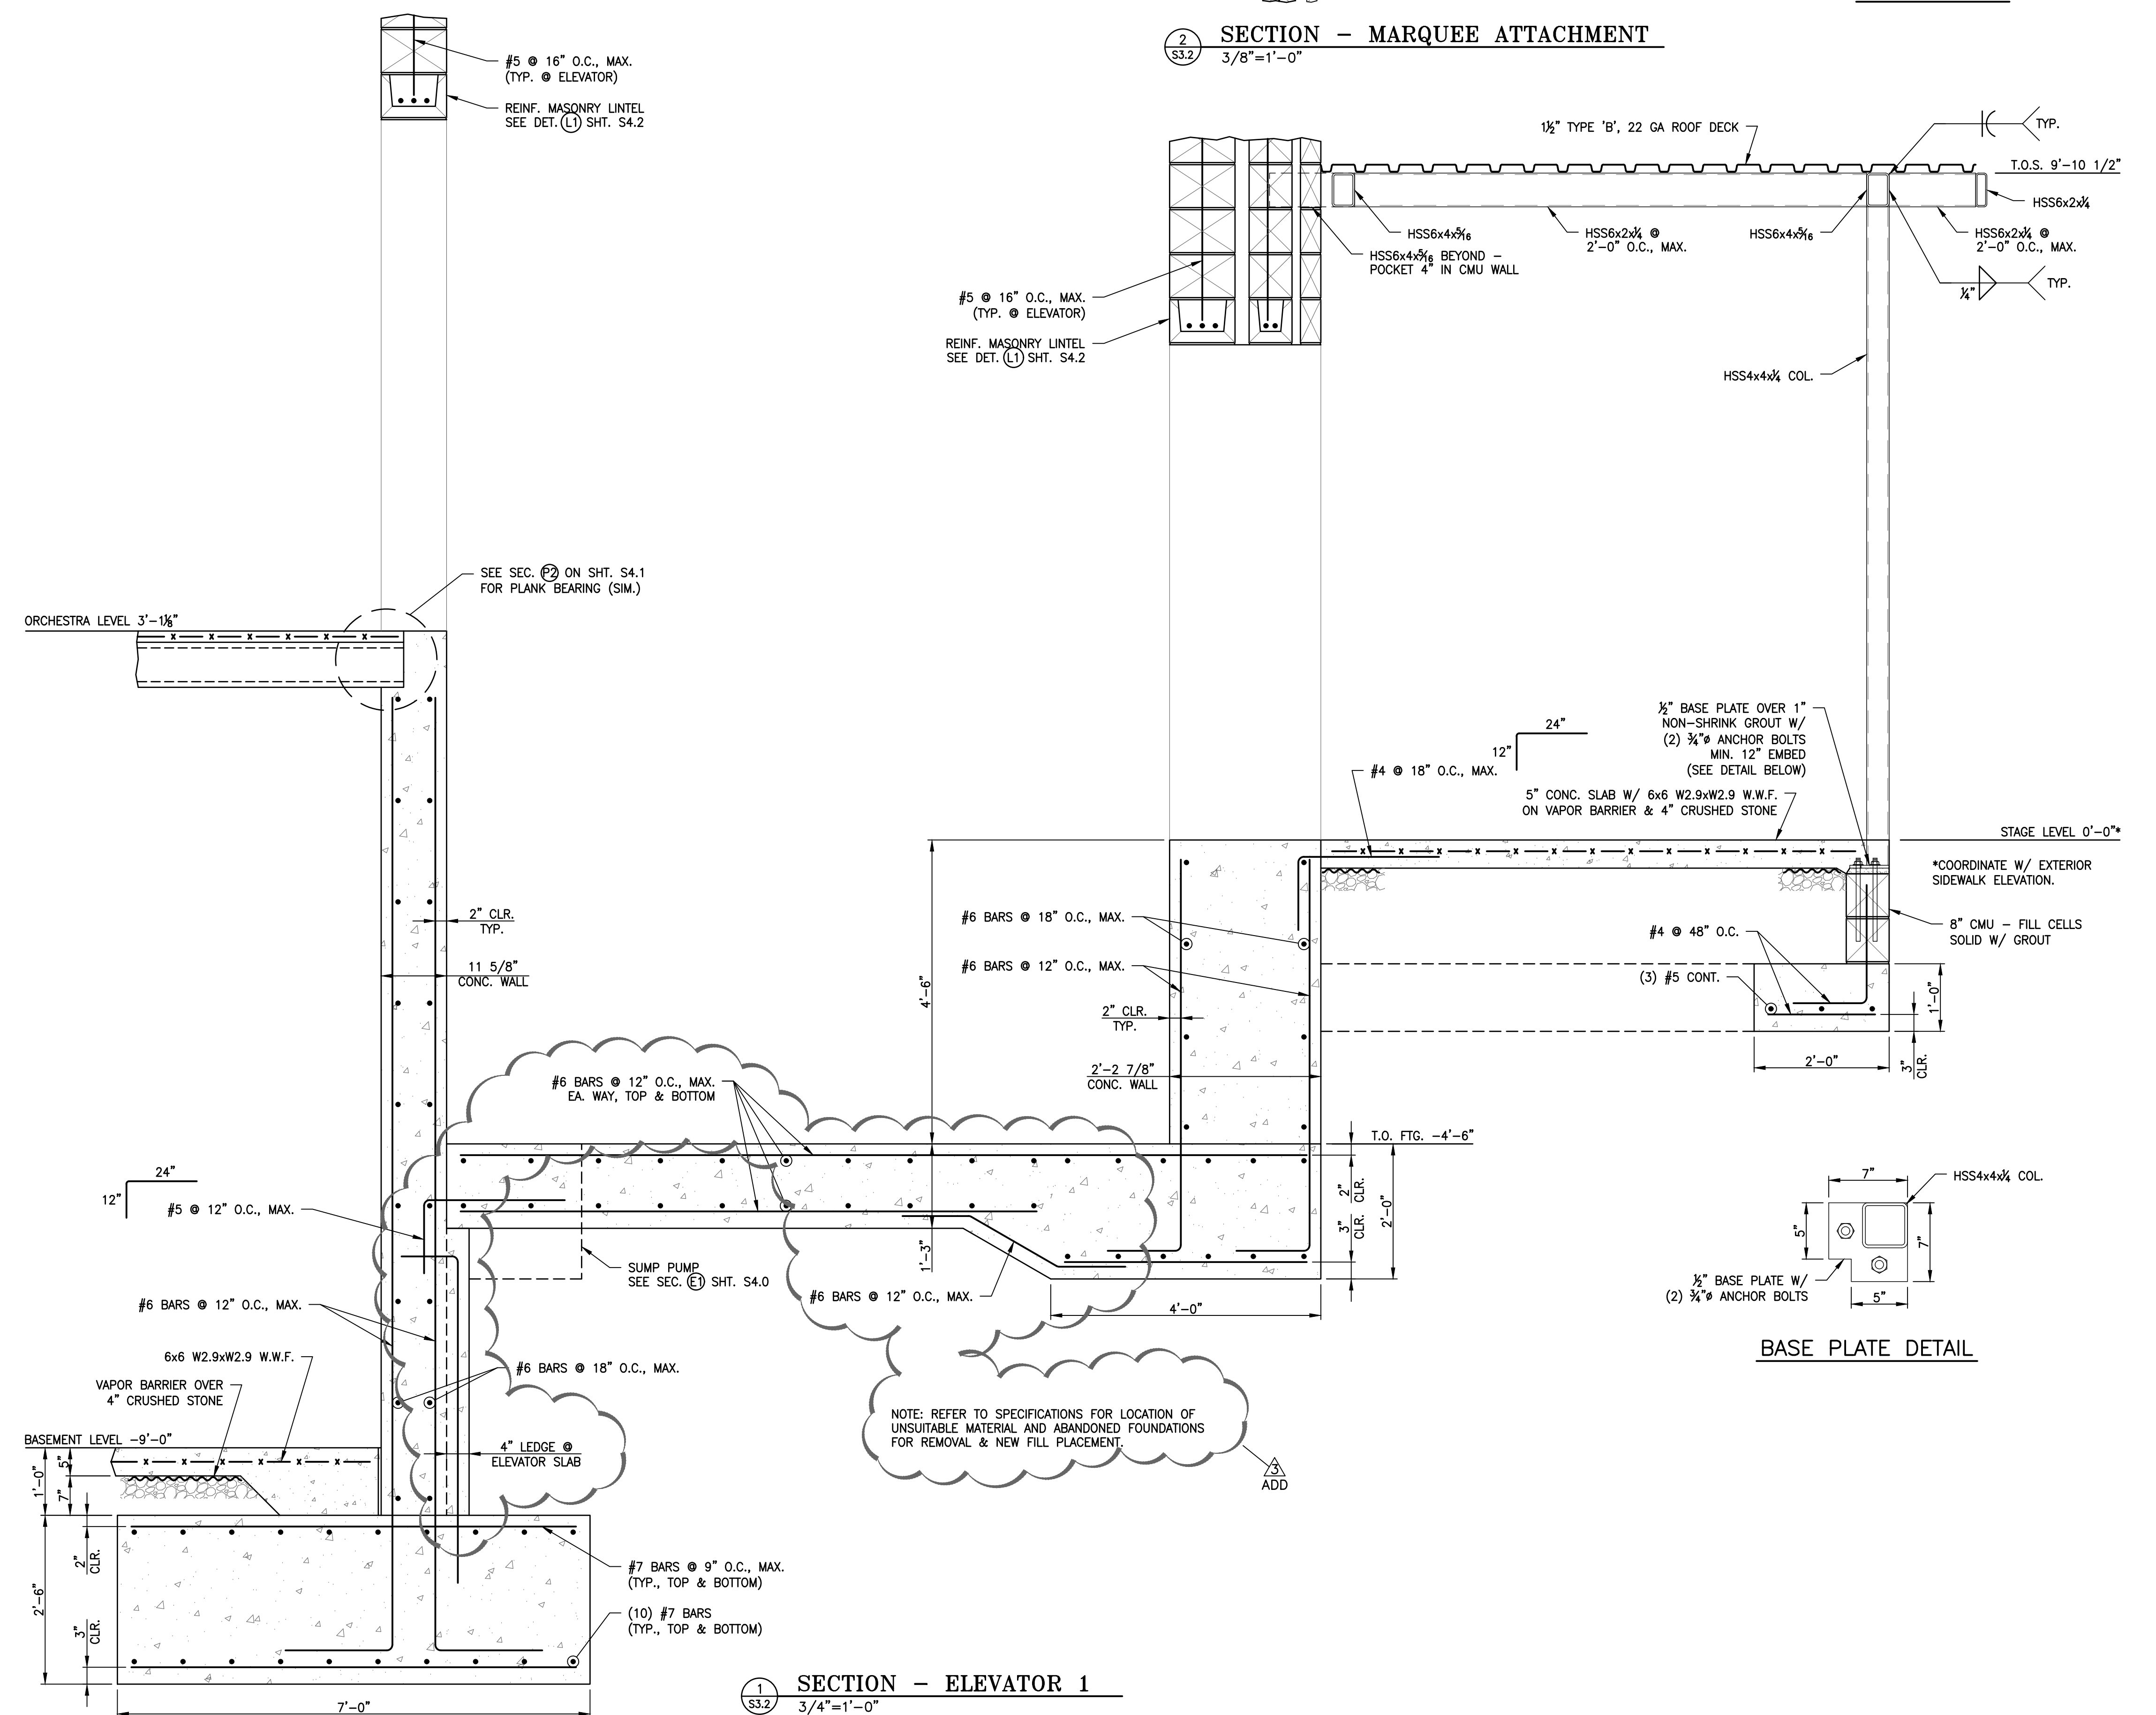 2
S3.2
SECTION - MARQUEE ATTACHMENT
3/8"=1'-0"
#5 @ 16" O.C., MAX.
(TYP. @ ELEVATOR)
REINF. MASONRY LINTEL
SEE DET. L1 SHT. S4.2
1½" TYPE 'B', 22 GA ROOF DECK
TYP.
T.O.S. 9'-10 1/2"
HSS6x2x¼
HSS6x4x5⁄16
HSS6x2x¼ @
2'-0" O.C., MAX.
HSS6x4x5⁄16
HSS6x2x¼ @
2'-0" O.C., MAX.
HSS6x4x5⁄16 BEYOND -
POCKET 4" IN CMU WALL
¼"
TYP.
#5 @ 16" O.C., MAX.
(TYP. @ ELEVATOR)
REINF. MASONRY LINTEL
SEE DET. L1 SHT. S4.2
HSS4x4x¼ COL.
SEE SEC. P2 ON SHT. S4.1
FOR PLANK BEARING (SIM.)
ORCHESTRA LEVEL 3'-1⅛"
½" BASE PLATE OVER 1"
NON-SHRINK GROUT W/
(2) ¾"ø ANCHOR BOLTS
MIN. 12" EMBED
(SEE DETAIL BELOW)
24"
12"
#4 @ 18" O.C., MAX.
5" CONC. SLAB W/ 6x6 W2.9xW2.9 W.W.F.
ON VAPOR BARRIER & 4" CRUSHED STONE
STAGE LEVEL 0'-0"*
*COORDINATE W/ EXTERIOR
SIDEWALK ELEVATION.
8" CMU - FILL CELLS
SOLID W/ GROUT
#4 @ 48" O.C.
(3) #5 CONT.
1'-0"
2'-0"
3"
CLR.
2" CLR.
TYP.
11 5/8"
CONC. WALL
#6 BARS @ 18" O.C., MAX.
#6 BARS @ 12" O.C., MAX.
4'-6"
2" CLR.
TYP.
2'-2 7/8"
CONC. WALL
#6 BARS @ 12" O.C., MAX.
EA. WAY, TOP & BOTTOM
T.O. FTG. -4'-6"
2"
CLR.
3"
CLR.
2'-0"
1'-3"
24"
12"
#5 @ 12" O.C., MAX.
SUMP PUMP
SEE SEC. E1 SHT. S4.0
#6 BARS @ 12" O.C., MAX.
4'-0"
#6 BARS @ 12" O.C., MAX.
HSS4x4x¼ COL.
7"
5"
7"
5"
½" BASE PLATE W/
(2) ¾"ø ANCHOR BOLTS
BASE PLATE DETAIL
6x6 W2.9xW2.9 W.W.F.
VAPOR BARRIER OVER
4" CRUSHED STONE
#6 BARS @ 18" O.C., MAX.
BASEMENT LEVEL -9'-0"
5"
7"
1'-0"
4" LEDGE @
ELEVATOR SLAB
NOTE: REFER TO SPECIFICATIONS FOR LOCATION OF
UNSUITABLE MATERIAL AND ABANDONED FOUNDATIONS
FOR REMOVAL & NEW FILL PLACEMENT.
3
ADD
2"
CLR.
2'-6"
3"
CLR.
#7 BARS @ 9" O.C., MAX.
(TYP., TOP & BOTTOM)
(10) #7 BARS
(TYP., TOP & BOTTOM)
7'-0"
1
S3.2
SECTION - ELEVATOR 1
3/4"=1'-0"